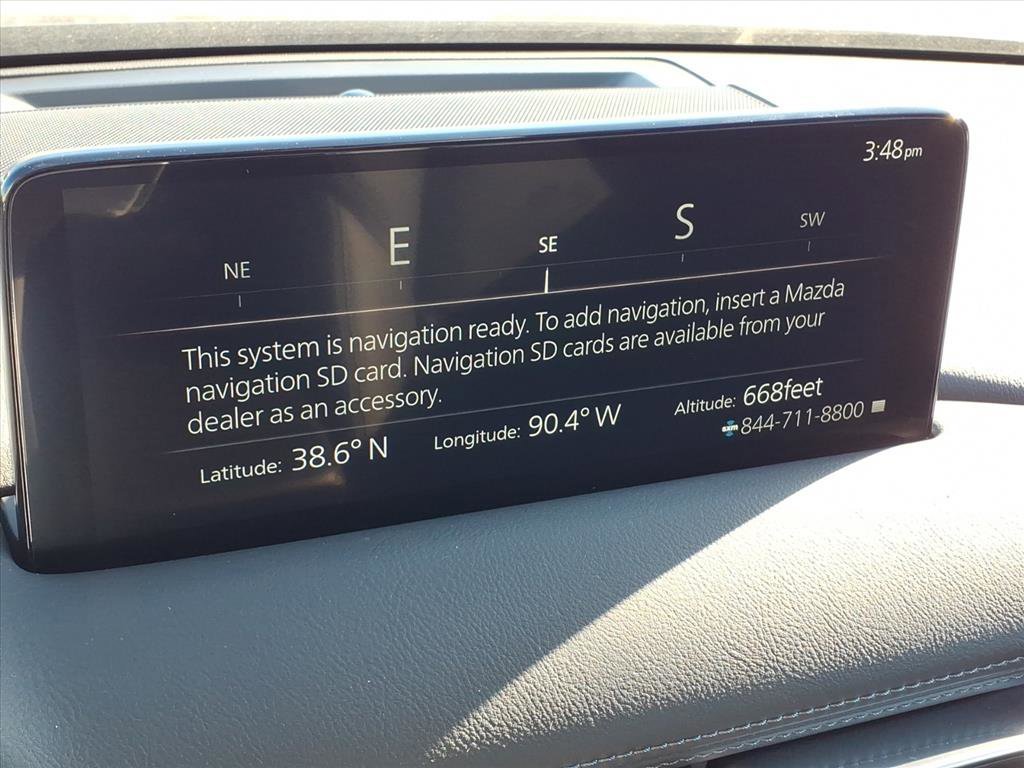 3:48pm
NE E SE S SW
This system is navigation ready. To add navigation, insert a Mazda
navigation SD card. Navigation SD cards are available from your
dealer as an accessory.
Latitude: 38.6° N Longitude: 90.4° W Altitude: 668feet
sxm 844-711-8800